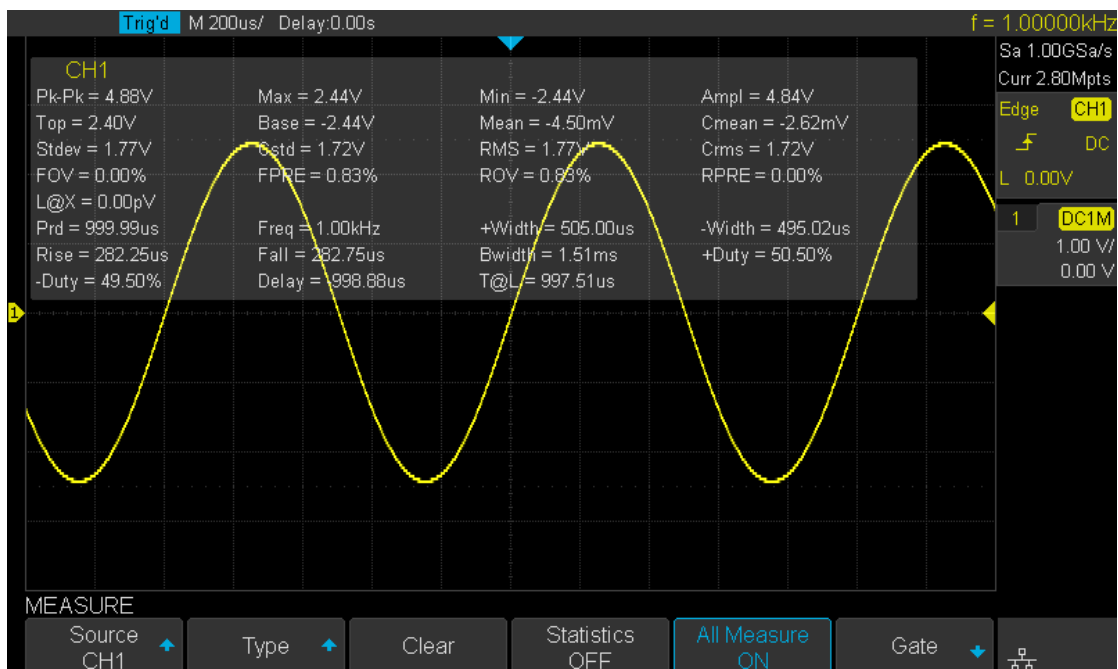 Trig'd M 200us/ Delay:0.00s f = 1.00000kHz
Sa 1.00GSa/s
Curr 2.80Mpts
Edge CH1
DC
L 0.00V
1 DC1M
1.00 V/
0.00 V
CH1
Pk-Pk = 4.88V Max = 2.44V Min = -2.44V Ampl = 4.84V
Top = 2.40V Base = -2.44V Mean = -4.50mV Cmean = -2.62mV
Stdev = 1.77V Cstd = 1.72V RMS = 1.77V Crms = 1.72V
FOV = 0.00% FPRE = 0.83% ROV = 0.83% RPRE = 0.00%
L@X = 0.00pV
Prd = 999.99us Freq = 1.00kHz +Width = 505.00us -Width = 495.02us
Rise = 282.25us Fall = 282.75us Bwidth = 1.51ms +Duty = 50.50%
-Duty = 49.50% Delay = -998.88us T@L = 997.51us
1
MEASURE
Source CH1
Type
Clear
Statistics OFF
All Measure ON
Gate